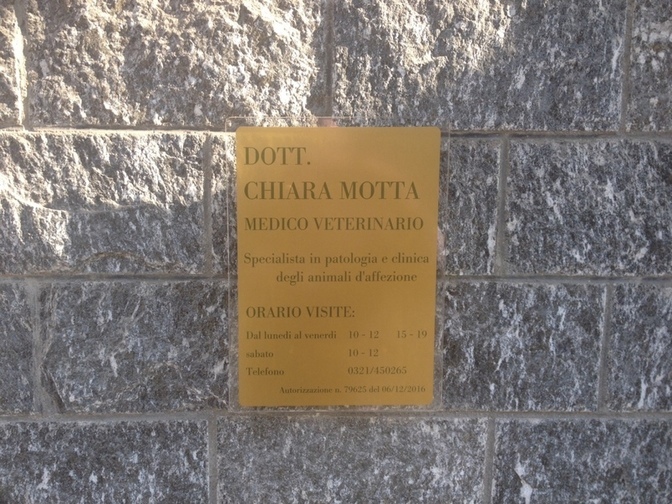 DOTT.
CHIARA MOTTA
MEDICO VETERINARIO
Specialista in patologia e clinica
degli animali d'affezione
ORARIO VISITE:
Dal lunedì al venerdì 10 - 12 15 - 19
sabato 10 - 12
Telefono 0321/450265
Autorizzazione n. 79625 del 06/12/2016